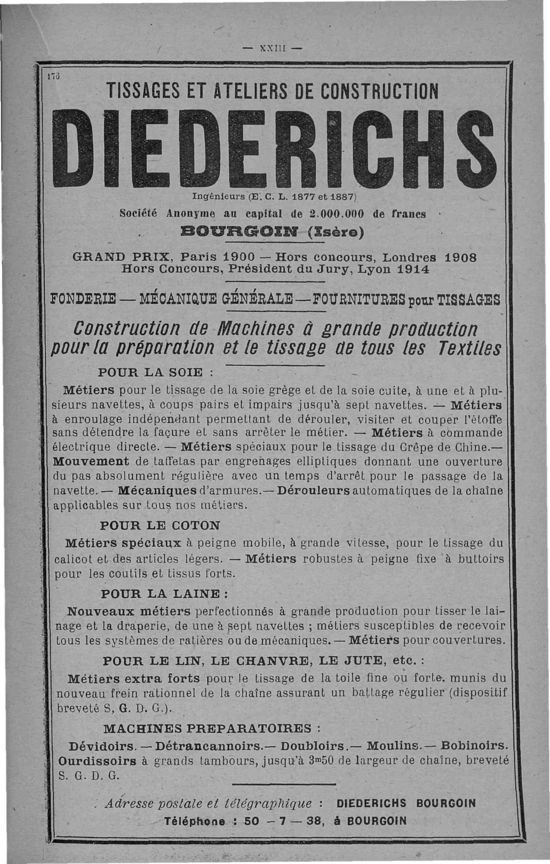 — XXIII —
176
TISSAGES ET ATELIERS DE CONSTRUCTION
DIEDERICHS
Ingénieurs (E. C. L. 1877 et 1887)
Société Anonyme au capital de 2.000.000 de francs
BOURGOIN (Isère)
GRAND PRIX, Paris 1900 — Hors concours, Londres 1908
Hors Concours, Président du Jury, Lyon 1914
FONDERIE — MÉCANIQUE GÉNÉRALE — FOURNITURES pour TISSAGES
Construction de Machines à grande production
pour la préparation et le tissage de tous les Textiles
POUR LA SOIE :
Métiers pour le tissage de la soie grège et de la soie cuite, à une et à plu-
sieurs navettes, à coups pairs et impairs jusqu'à sept navettes. — Métiers
à enroulage indépendant permettant de dérouler, visiter et couper l'étoffe
sans détendre la façure et sans arrêter le métier. — Métiers à commande
électrique directe. — Métiers spéciaux pour le tissage du Crêpe de Chine.—
Mouvement de taffetas par engrenages elliptiques donnant une ouverture
du pas absolument régulière avec un temps d'arrêt pour le passage de la
navette. — Mécaniques d'armures.— Dérouleurs automatiques de la chaîne
applicables sur tous nos métiers.
POUR LE COTON
Métiers spéciaux à peigne mobile, à grande vitesse, pour le tissage du
calicot et des articles légers. — Métiers robustes à peigne fixe à buttoirs
pour les coutils et tissus forts.
POUR LA LAINE :
Nouveaux métiers perfectionnés à grande production pour tisser le lai-
nage et la draperie, de une à sept navettes ; métiers susceptibles de recevoir
tous les systèmes de ratières ou de mécaniques. — Métiers pour couvertures.
POUR LE LIN, LE CHANVRE, LE JUTE, etc. :
Métiers extra forts pour le tissage de la toile fine ou forte, munis du
nouveau frein rationnel de la chaîne assurant un battage régulier (dispositif
breveté S. G. D. G.).
MACHINES PREPARATOIRES :
Dévidoirs. — Détrancannoirs.— Doubloirs.— Moulins.— Bobinoirs.
Ourdissoirs à grands tambours, jusqu'à 3m50 de largeur de chaîne, breveté
S. G. D. G.
Adresse postale et télégraphique : DIEDERICHS BOURGOIN
Téléphone : 50 — 7 — 38, à BOURGOIN